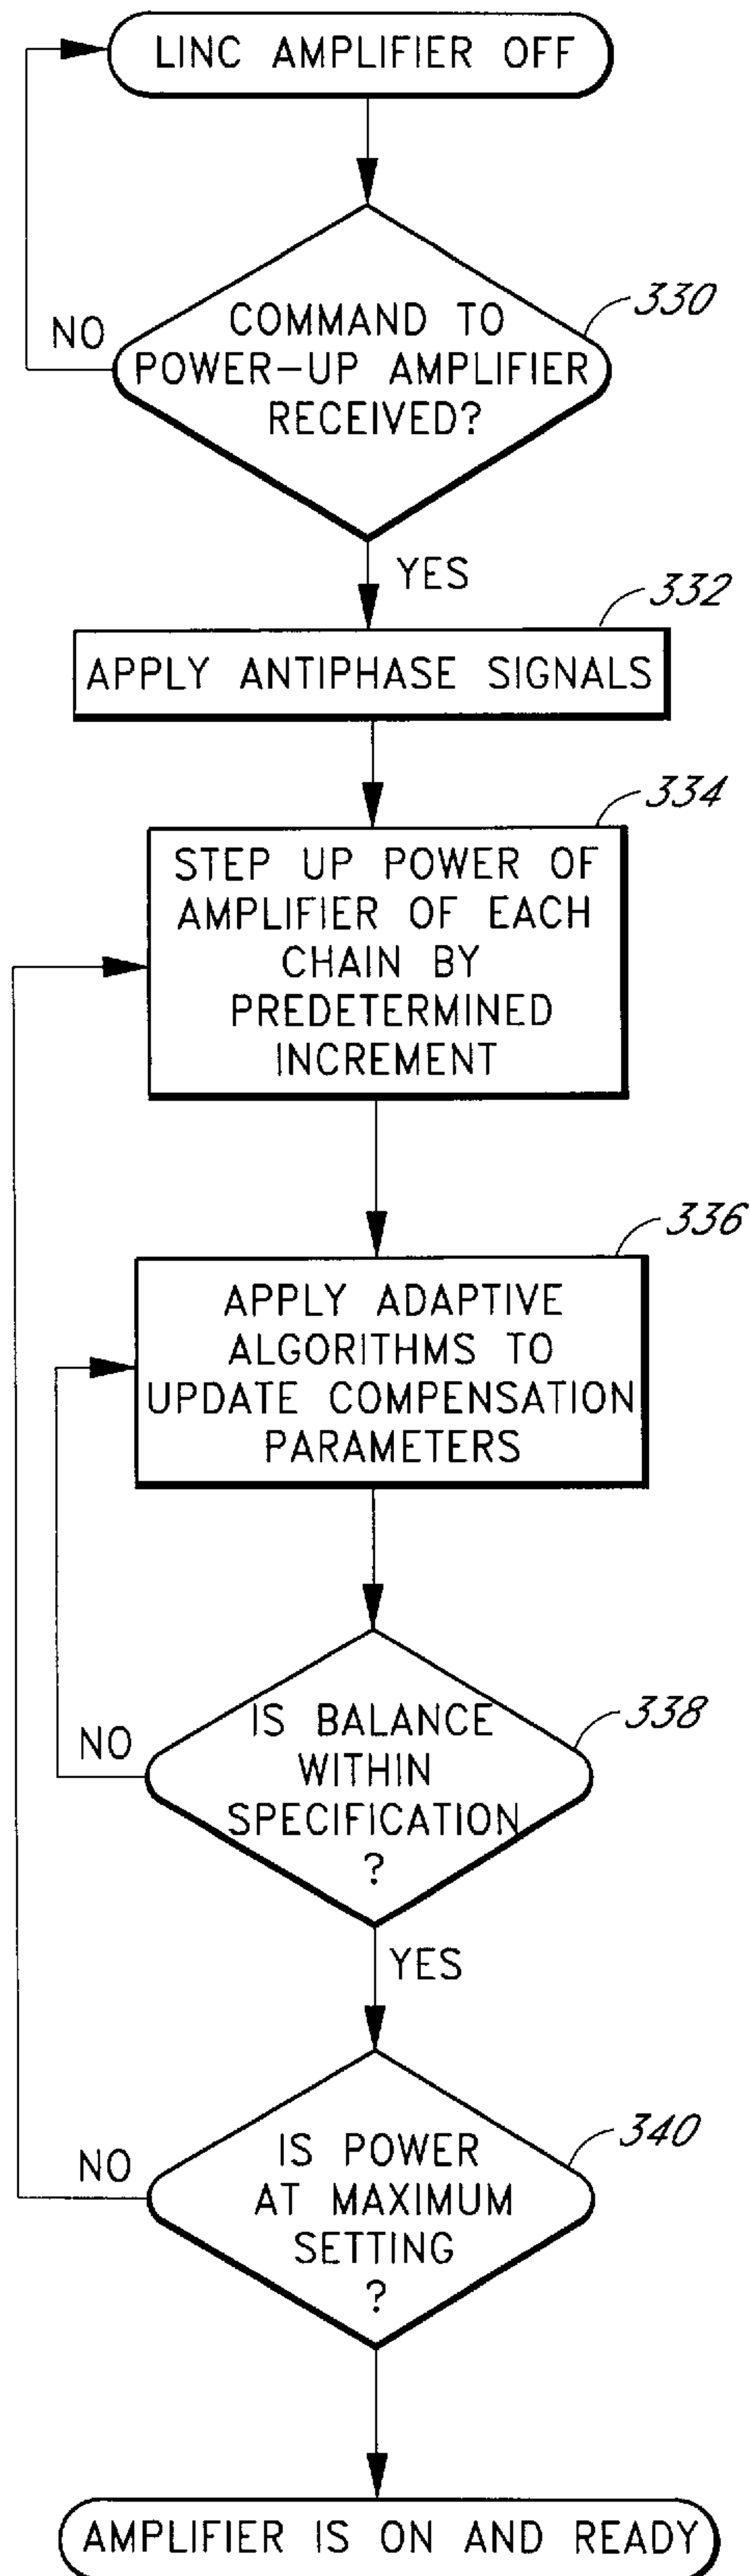 LINC AMPLIFIER OFF
330
COMMAND TO
NO
POWER-UP AMPLIFIER
RECEIVED?
YES
332
APPLY ANTIPHASE SIGNALS
334
STEP UP POWER OF
AMPLIFIER OF EACH
CHAIN BY
PREDETERMINED
INCREMENT
336
APPLY ADAPTIVE
ALGORITHMS TO
UPDATE COMPENSATION
PARAMETERS
338
IS BALANCE
NO
WITHIN
SPECIFICATION
?
YES
340
IS POWER
NO
AT MAXIMUM
SETTING
?
AMPLIFIER IS ON AND READY